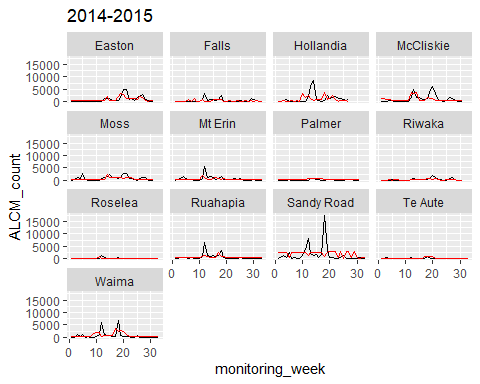 2014-2015
Easton Falls Hollandia McCliskie
15000
10000
5000
0
Moss Mt Erin Palmer Riwaka
15000
10000
5000
0
Roselea Ruahapia Sandy Road Te Aute
15000
10000
5000
0
0 10 20 30 0 10 20 30 0 10 20 30
Waima
15000
10000
5000
0
0 10 20 30
monitoring_week
ALCM_count